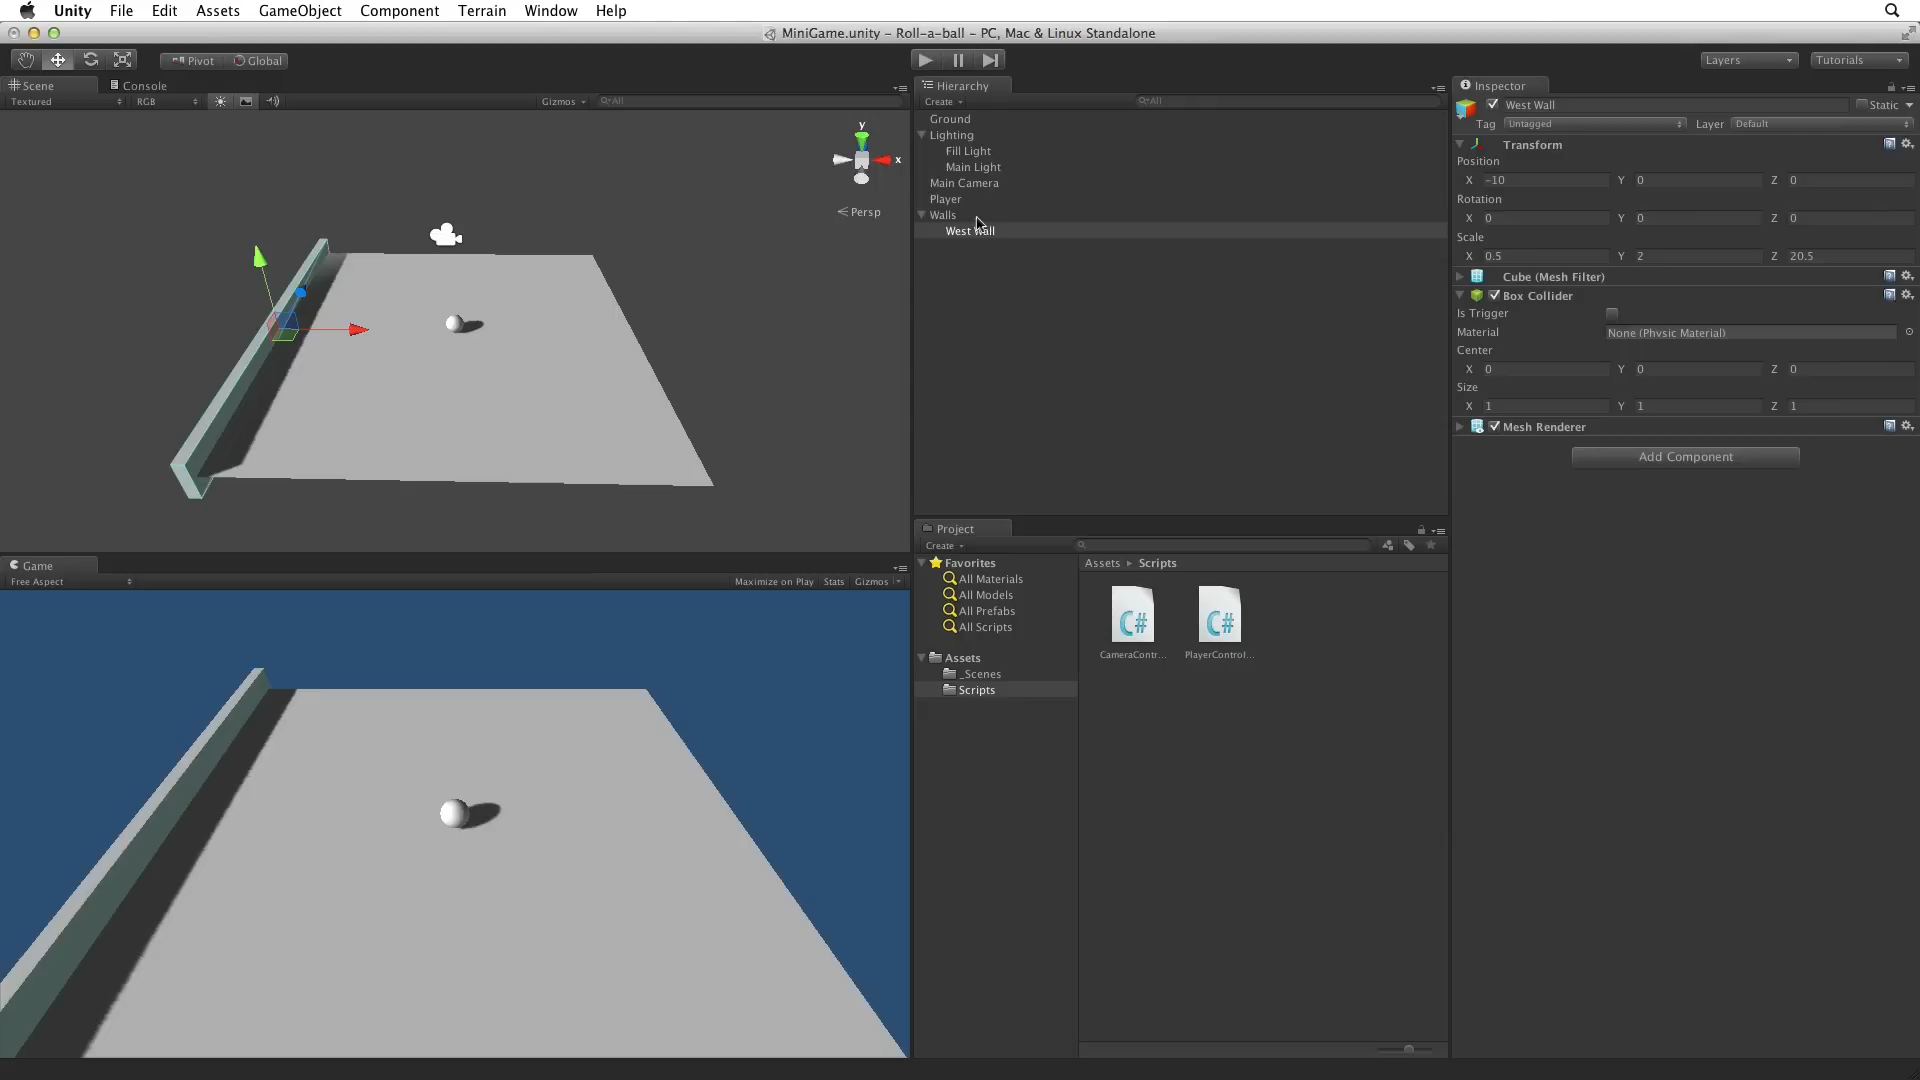 Unity File Edit Assets GameObject Component Terrain Window Help
MiniGame.unity – Roll-a-ball – PC, Mac & Linux Standalone
Pivot Global Layers Tutorials
Scene Console
Textured RGB Gizmos All
y
x
Persp
Game
Free Aspect Maximize on Play Stats Gizmos
Hierarchy
Create All
Ground
Lighting
Fill Light
Main Light
Main Camera
Player
Walls
West Wall
Project
Create
Favorites
All Materials
All Models
All Prefabs
All Scripts
Assets
_Scenes
Scripts
Assets Scripts
C# C#
CameraContr... PlayerControl...
Inspector
West Wall Static
Tag Untagged Layer Default
Transform
Position
X -10 Y 0 Z 0
Rotation
X 0 Y 0 Z 0
Scale
X 0.5 Y 2 Z 20.5
Cube (Mesh Filter)
Box Collider
Is Trigger
Material None (Physic Material)
Center
X 0 Y 0 Z 0
Size
X 1 Y 1 Z 1
Mesh Renderer
Add Component